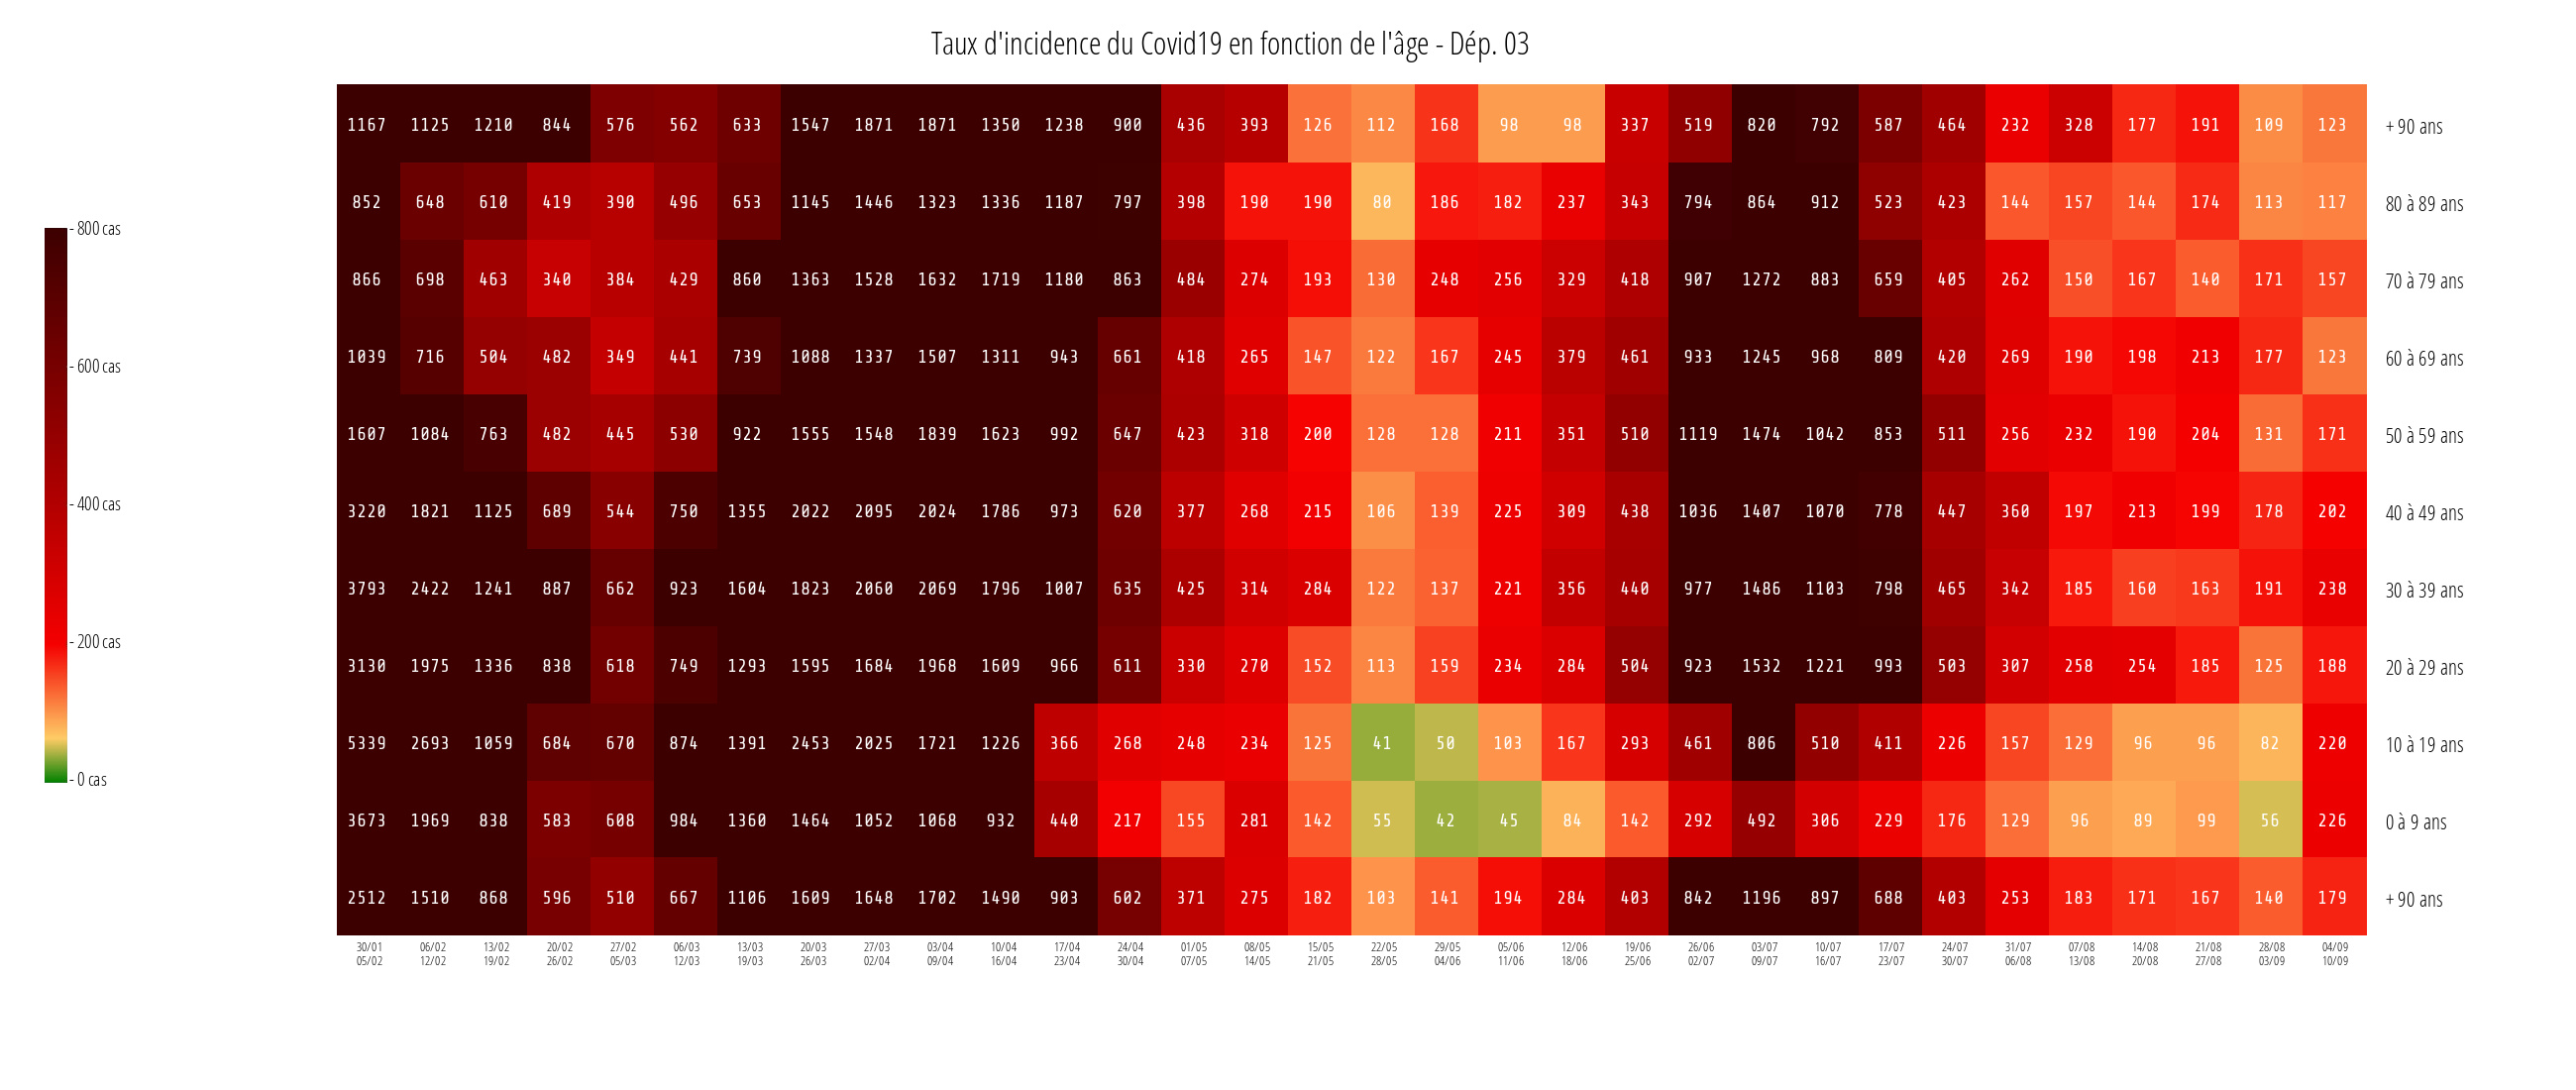 Taux d'incidence du Covid19 en fonction de l'âge - Dép. 03
- 800 cas
- 600 cas
- 400 cas
- 200 cas
- 0 cas
1167 1125 1210 844 576 562 633 1547 1871 1871 1350 1238 900 436 393 126 112 168 98 98 337 519 820 792 587 464 232 328 177 191 109 123 + 90 ans
852 648 610 419 390 496 653 1145 1446 1323 1336 1187 797 398 190 190 80 186 182 237 343 794 864 912 523 423 144 157 144 174 113 117 80 à 89 ans
866 698 463 340 384 429 860 1363 1528 1632 1719 1180 863 484 274 193 130 248 256 329 418 907 1272 883 659 405 262 150 167 140 171 157 70 à 79 ans
1039 716 504 482 349 441 739 1088 1337 1507 1311 943 661 418 265 147 122 167 245 379 461 933 1245 968 809 420 269 190 198 213 177 123 60 à 69 ans
1607 1084 763 482 445 530 922 1555 1548 1839 1623 992 647 423 318 200 128 128 211 351 510 1119 1474 1042 853 511 256 232 190 204 131 171 50 à 59 ans
3220 1821 1125 689 544 750 1355 2022 2095 2024 1786 973 620 377 268 215 106 139 225 309 438 1036 1407 1070 778 447 360 197 213 199 178 202 40 à 49 ans
3793 2422 1241 887 662 923 1604 1823 2060 2069 1796 1007 635 425 314 284 122 137 221 356 440 977 1486 1103 798 465 342 185 160 163 191 238 30 à 39 ans
3130 1975 1336 838 618 749 1293 1595 1684 1968 1609 966 611 330 270 152 113 159 234 284 504 923 1532 1221 993 503 307 258 254 185 125 188 20 à 29 ans
5339 2693 1059 684 670 874 1391 2453 2025 1721 1226 366 268 248 234 125 41 50 103 167 293 461 806 510 411 226 157 129 96 96 82 220 10 à 19 ans
3673 1969 838 583 608 984 1360 1464 1052 1068 932 440 217 155 281 142 55 42 45 84 142 292 492 306 229 176 129 96 89 99 56 226 0 à 9 ans
2512 1510 868 596 510 667 1106 1609 1648 1702 1490 903 602 371 275 182 103 141 194 284 403 842 1196 897 688 403 253 183 171 167 140 179 + 90 ans
30/01 06/02 13/02 20/02 27/02 06/03 13/03 20/03 27/03 03/04 10/04 17/04 24/04 01/05 08/05 15/05 22/05 29/05 05/06 12/06 19/06 26/06 03/07 10/07 17/07 24/07 31/07 07/08 14/08 21/08 28/08 04/09
05/02 12/02 19/02 26/02 05/03 12/03 19/03 26/03 02/04 09/04 16/04 23/04 30/04 07/05 14/05 21/05 28/05 04/06 11/06 18/06 25/06 02/07 09/07 16/07 23/07 30/07 06/08 13/08 20/08 27/08 03/09 10/09